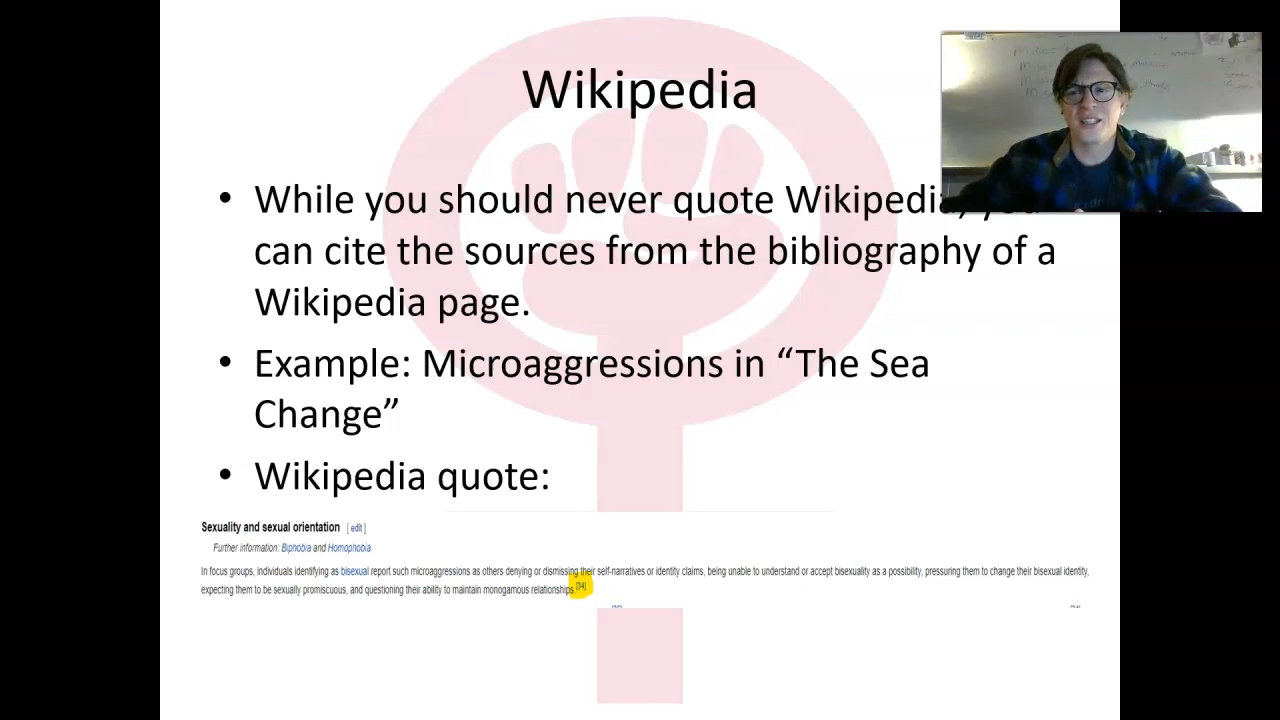 Wikipedia
• While you should never quote Wikipedia, you
can cite the sources from the bibliography of a
Wikipedia page.
• Example: Microaggressions in “The Sea
Change”
• Wikipedia quote:
Sexuality and sexual orientation [ edit ]
Further information: Biphobia and Homophobia
In focus groups, individuals identifying as bisexual report such microaggressions as others denying or dismissing their self-narratives or identity claims, being unable to understand or accept bisexuality as a possibility, pressuring them to change their bisexual identity,
expecting them to be sexually promiscuous, and questioning their ability to maintain monogamous relationships.[34]